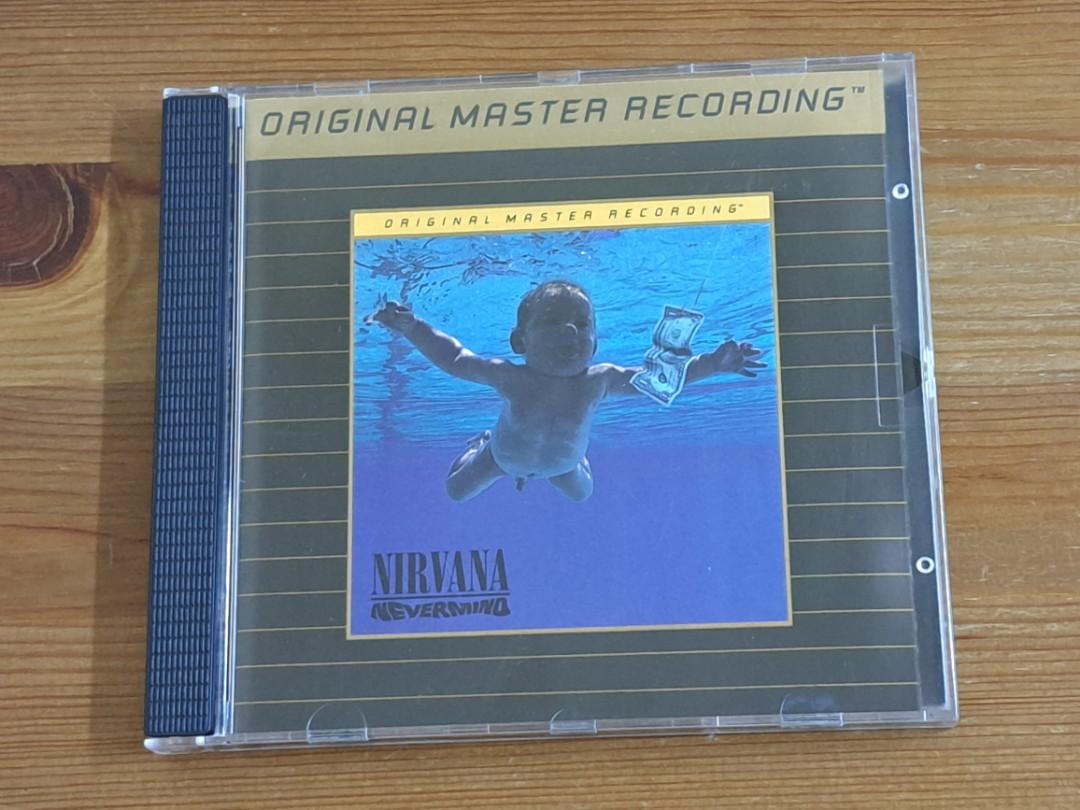 ORIGINAL MASTER RECORDING™
ORIGINAL MASTER RECORDING™
NIRVANA
NEVERMIND